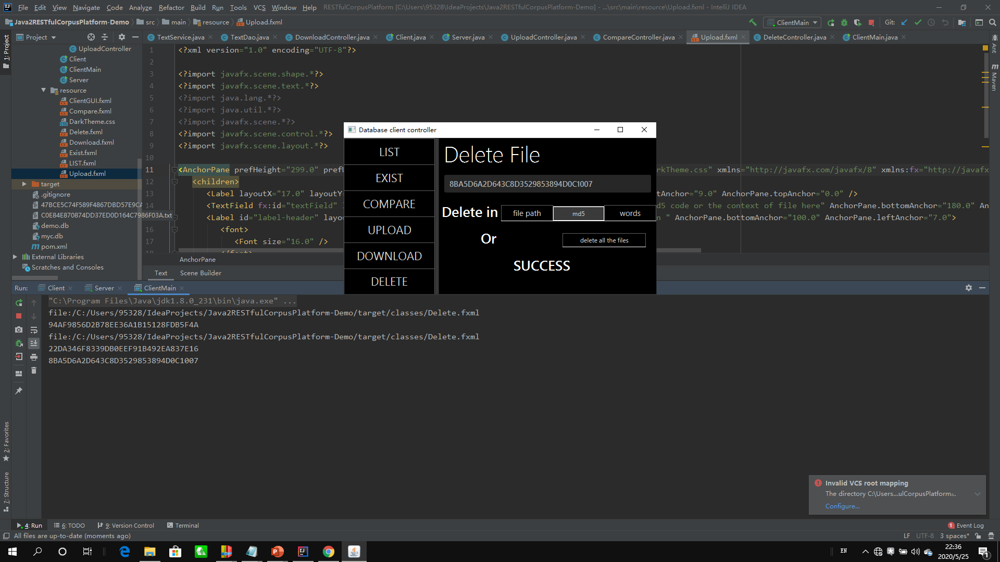 File Edit View Navigate Code Analyze Refactor Build Run Tools VCS Window Help RESTfulCorpusPlatform [C:\Users\95328\IdeaProjects\Java2RESTfulCorpusPlatform-Demo] - ...\src\main\resource\Upload.fxml - IntelliJ IDEA
Java2RESTfulCorpusPlatform-Demo src main resource Upload.fxml ClientMain Git:
Project TextService.java TextDao.java DownloadController.java Client.java Server.java UploadController.java CompareController.java Upload.fxml DeleteController.java ClientMain.java
1: Project
UploadController
Client
ClientMain
Server
resource
ClientGUI.fxml
Compare.fxml
DarkTheme.css
Delete.fxml
Download.fxml
Exist.fxml
LIST.fxml
Upload.fxml
target
.gitignore
47BCE5C74F589F4867DBD57E9CA
C0E84E870874DD37ED0D164C7986F03A.txt
demo.db
myc.db
pom.xml
External Libraries
Scratches and Consoles
1 <?xml version="1.0" encoding="UTF-8"?>
2
3 <?import javafx.scene.shape.*?>
4 <?import javafx.scene.text.*?>
5 <?import java.lang.*?>
6 <?import java.util.*?>
7 <?import javafx.scene.*?>
8 <?import javafx.scene.control.*?>
9 <?import javafx.scene.layout.*?>
10
11 <AnchorPane prefHeight="299.0" pref rkTheme.css" xmlns="http://javafx.com/javafx/8" xmlns:fx="http://javafx
12 <children>
13 <Label layoutX="17.0" layoutY= tAnchor="9.0" AnchorPane.topAnchor="0.0" />
14 <TextField fx:id="textField" d5 code or the context of file here" AnchorPane.bottomAnchor="180.0" An
<Label id="label-header" layou n " AnchorPane.bottomAnchor="100.0" AnchorPane.leftAnchor="7.0">
16 <font>
17 <Font size="16.0" />
18 </font>
AnchorPane
Text Scene Builder
Ant
Maven
Database client controller
LIST
EXIST
COMPARE
UPLOAD
DOWNLOAD
DELETE
Delete File
8BA5D6A2D643C8D3529853894D0C1007
Delete in file path md5 words
Or delete all the files
SUCCESS
Run: Client Server ClientMain
"C:\Program Files\Java\jdk1.8.0_231\bin\java.exe" ...
file:/C:/Users/95328/IdeaProjects/Java2RESTfulCorpusPlatform-Demo/target/classes/Delete.fxml
94AF9856D2B78EE36A1B15128FDB5F4A
file:/C:/Users/95328/IdeaProjects/Java2RESTfulCorpusPlatform-Demo/target/classes/Delete.fxml
22DA346F8339DB0EEF91B492EA837E16
8BA5D6A2D643C8D3529853894D0C1007
2: Favorites
7: Structure
Invalid VCS root mapping
The directory C:\Users...ulCorpusPlatform-..
Configure...
4: Run 6: TODO 9: Version Control Terminal 1 Event Log
All files are up-to-date (moments ago) LF UTF-8 3 spaces*
EN 22:36
2020/5/25
1